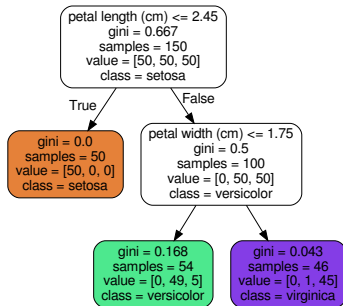 petal length (cm) <= 2.45
gini = 0.667
samples = 150
value = [50, 50, 50]
class = setosa
True
False
gini = 0.0
samples = 50
value = [50, 0, 0]
class = setosa
petal width (cm) <= 1.75
gini = 0.5
samples = 100
value = [0, 50, 50]
class = versicolor
gini = 0.168
samples = 54
value = [0, 49, 5]
class = versicolor
gini = 0.043
samples = 46
value = [0, 1, 45]
class = virginica